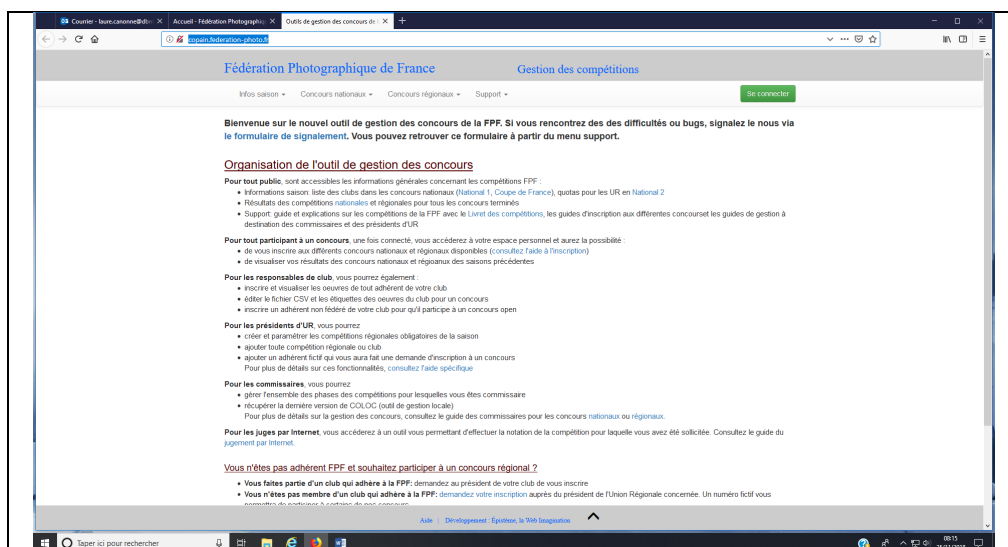 Courrier - laure.canonne@dbm
Accueil - Fédération Photographiq
Outils de gestion des concours de l
copain.federation-photo.fr
Fédération Photographique de France
Gestion des compétitions
Infos saison
Concours nationaux
Concours régionaux
Support
Se connecter
Bienvenue sur le nouvel outil de gestion des concours de la FPF. Si vous rencontrez des des difficultés ou bugs, signalez le nous via
le formulaire de signalement. Vous pouvez retrouver ce formulaire à partir du menu support.
Organisation de l'outil de gestion des concours
Pour tout public, sont accessibles les informations générales concernant les compétitions FPF :
• Informations saison: liste des clubs dans les concours nationaux (National 1, Coupe de France), quotas pour les UR en National 2
• Résultats des compétitions nationales et régionales pour tous les concours terminés
• Support: guide et explications sur les compétitions de la FPF avec le Livret des compétitions, les guides d'inscription aux différentes concourset les guides de gestion à
destination des commissaires et des présidents d'UR
Pour tout participant à un concours, une fois connecté, vous accéderez à votre espace personnel et aurez la possibilité :
• de vous inscrire aux différents concours nationaux et régionaux disponibles (consultez l'aide à l'inscription)
• de visualiser vos résultats des concours nationaux et régioanux des saisons précédentes
Pour les responsables de club, vous pourrez également :
• inscrire et visualiser les oeuvres de tout adhérent de votre club
• éditer le fichier CSV et les étiquettes des oeuvres du club pour un concours
• inscrire un adhérent non fédéré de votre club pour qu'il participe à un concours open
Pour les présidents d'UR, vous pourrez
• créer et paramétrer les compétitions régionales obligatoires de la saison
• ajouter toute compétition régionale ou club
• ajouter un adhérent fictif qui vous aura fait une demande d'inscription à un concours
Pour plus de détails sur ces fonctionnalités, consultez l'aide spécifique
Pour les commissaires, vous pourrez
• gérer l'ensemble des phases des compétitions pour lesquelles vous êtes commissaire
• récupérer la dernière version de COLOC (outil de gestion locale)
Pour plus de détails sur la gestion des concours, consultez le guide des commissaires pour les concours nationaux ou régionaux.
Pour les juges par Internet, vous accéderez à un outil vous permettant d'effectuer la notation de la compétition pour laquelle vous avez été sollicitée. Consultez le guide du
jugement par Internet.
Vous n'êtes pas adhérent FPF et souhaitez participer à un concours régional ?
• Vous faites partie d'un club qui adhère à la FPF: demandez au président de votre club de vous inscrire
• Vous n'êtes pas membre d'un club qui adhère à la FPF: demandez votre inscription auprès du président de l'Union Régionale concernée. Un numéro fictif vous
permettra de participer à certains de nos concours
Aide | Développement : Épistème, la Web Imagination
Taper ici pour rechercher
08:15